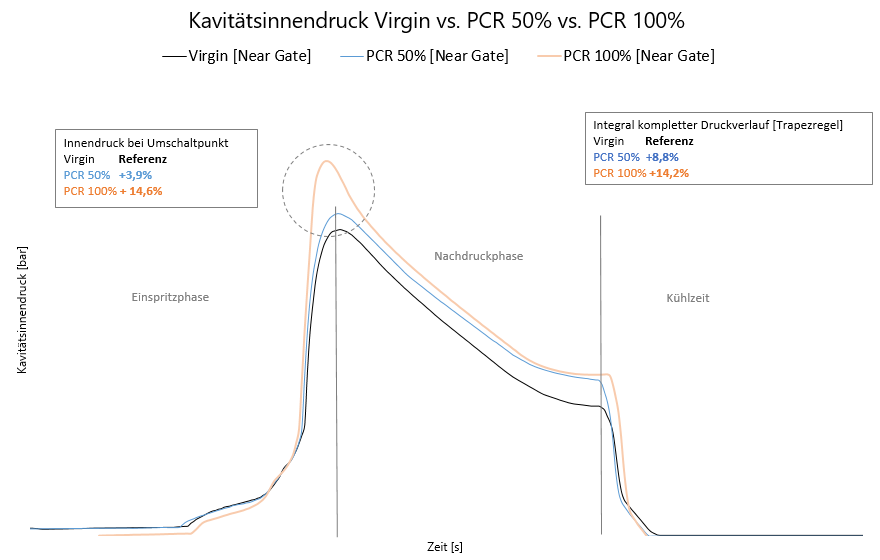 Kavitätsinnendruck Virgin vs. PCR 50% vs. PCR 100%
Virgin [Near Gate] PCR 50% [Near Gate] PCR 100% [Near Gate]
Innendruck bei Umschaltpunkt
Virgin Referenz
PCR 50% +3,9%
PCR 100% + 14,6%
Integral kompletter Druckverlauf [Trapezregel]
Virgin Referenz
PCR 50% +8,8%
PCR 100% +14,2%
Kavitätsinnendruck [bar]
Einspritzphase
Nachdruckphase
Kühlzeit
Zeit [s]